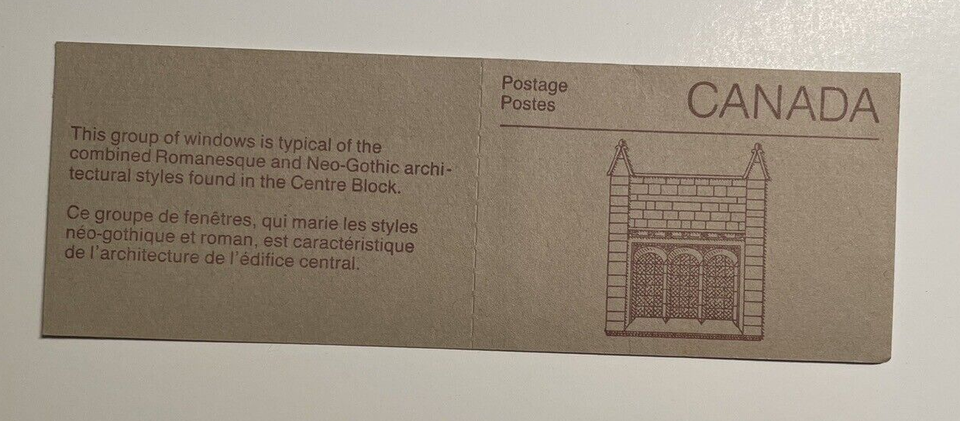 This group of windows is typical of the
combined Romanesque and Neo-Gothic archi-
tectural styles found in the Centre Block.
Ce groupe de fenêtres, qui marie les styles
néo-gothique et roman, est caractéristique
de l'architecture de l'édifice central.
Postage
Postes
CANADA